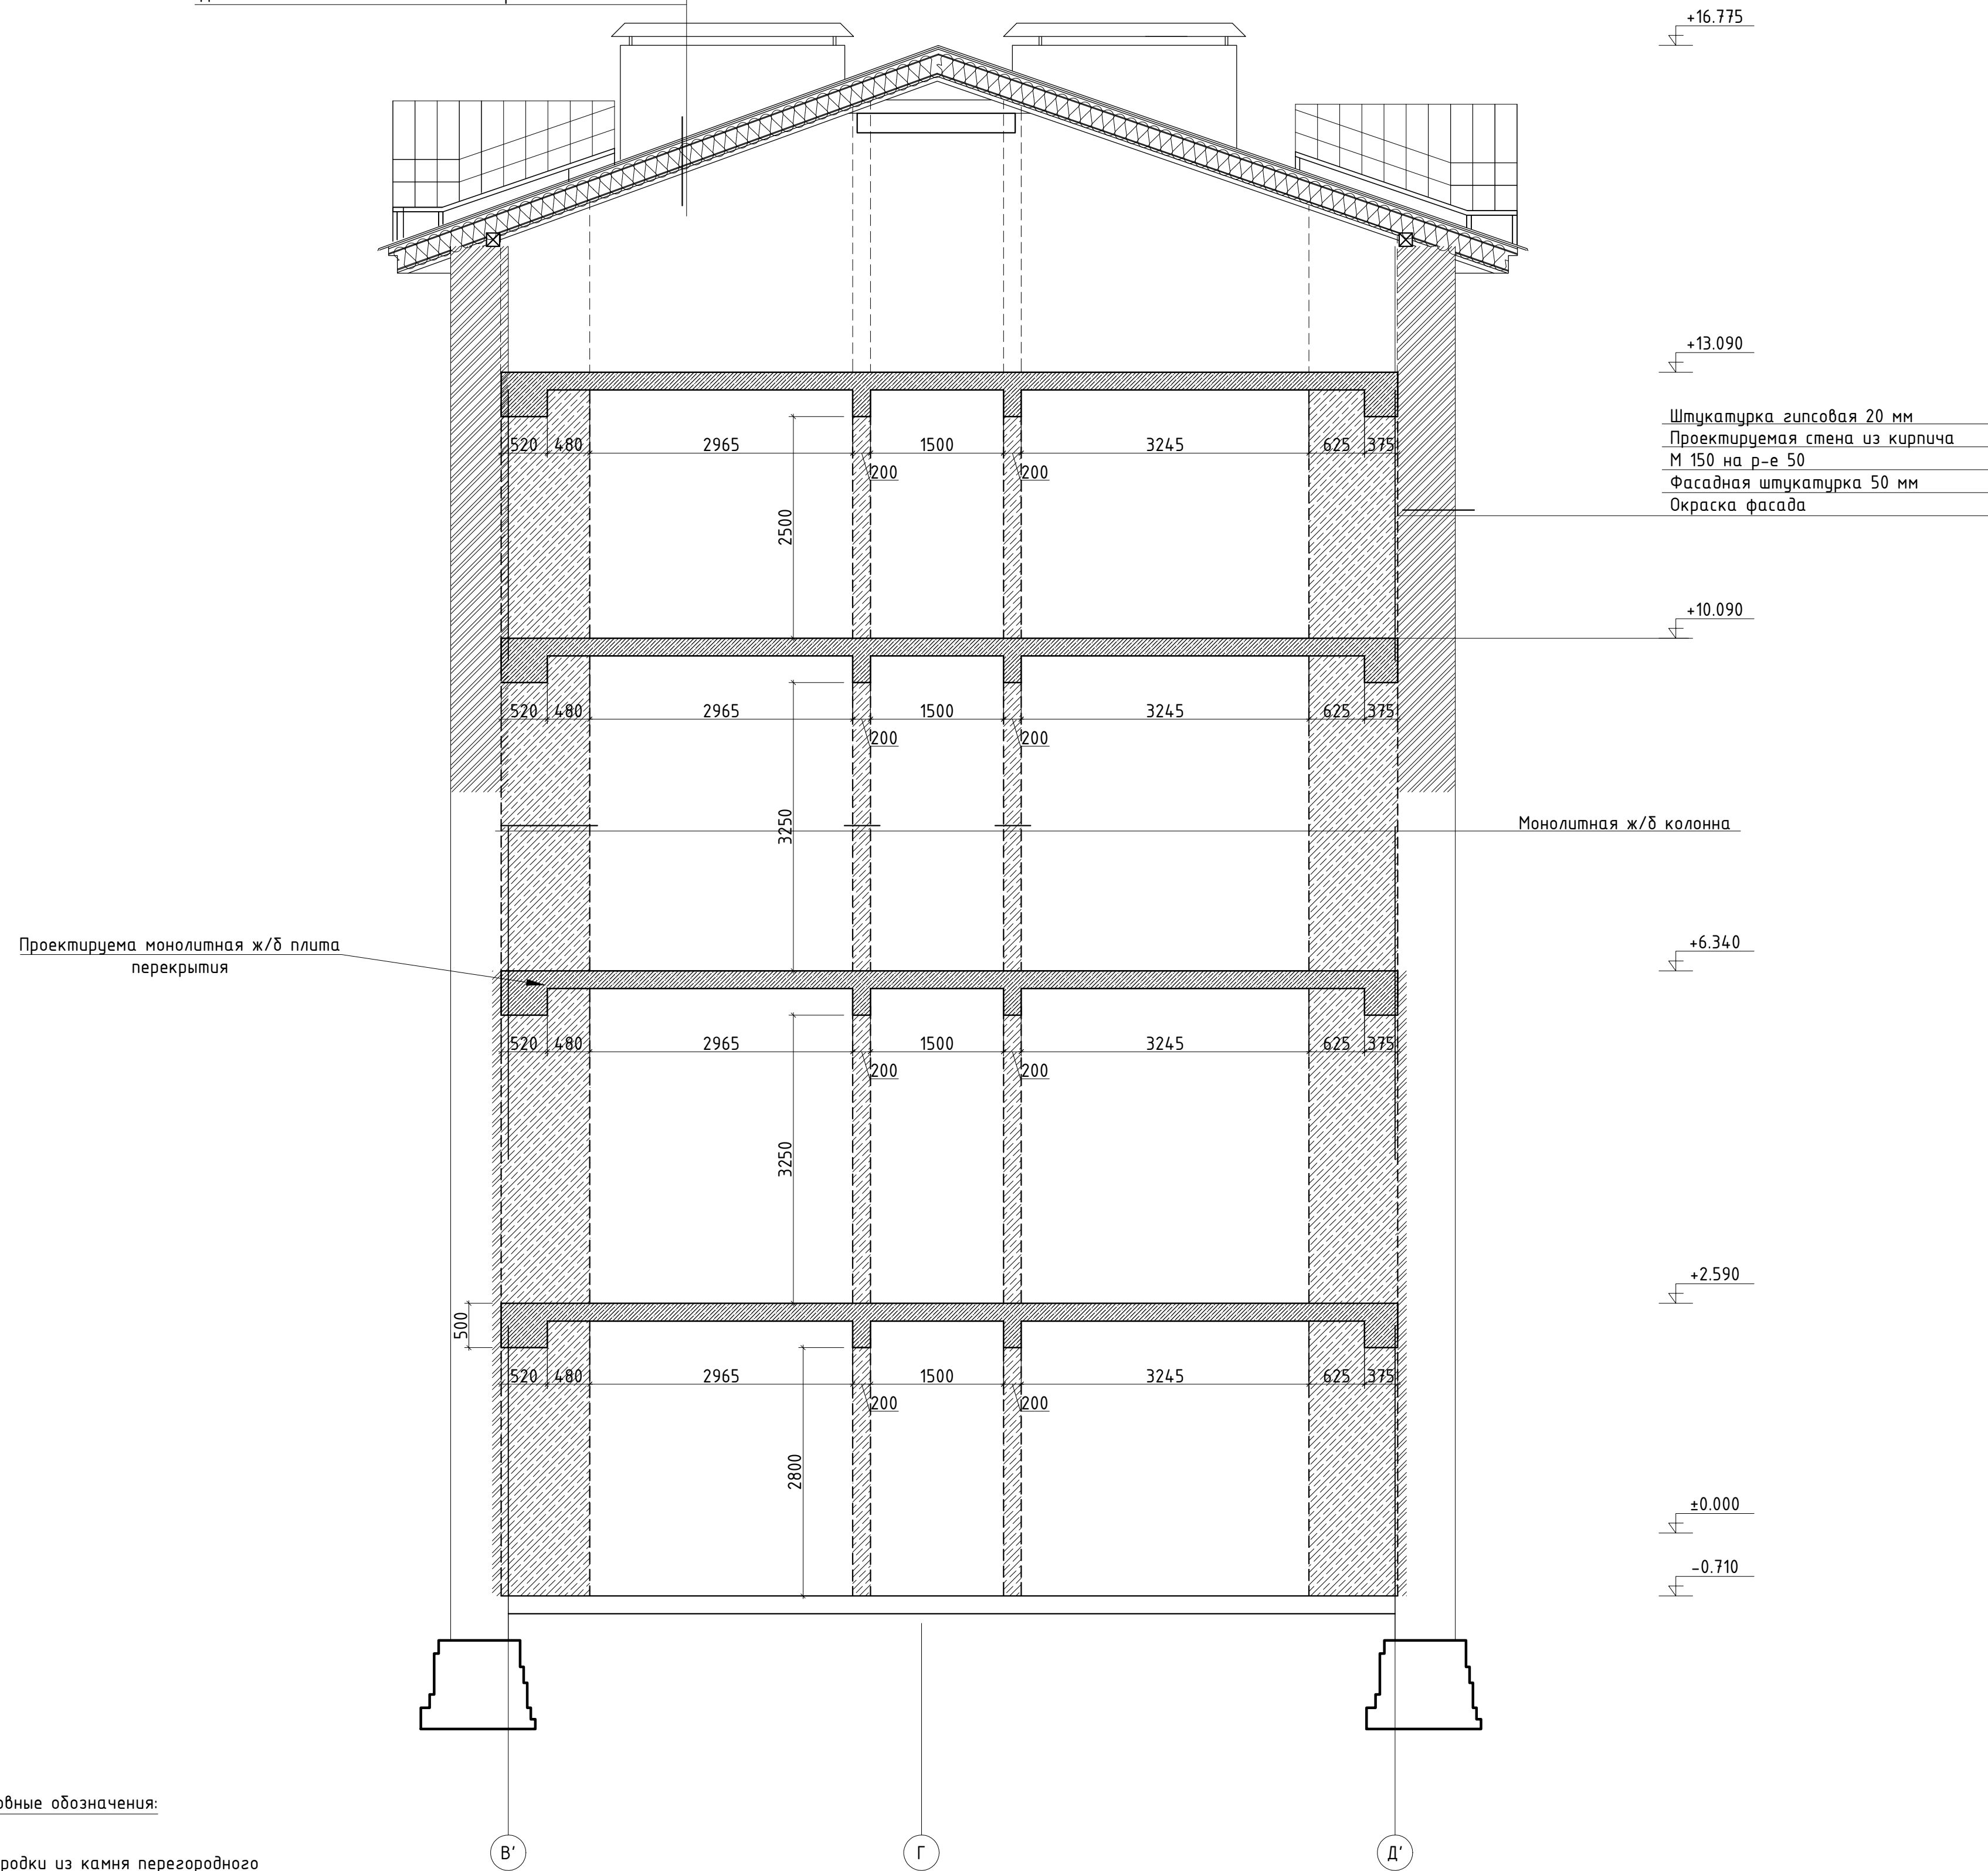 +16.775
+13.090
Штукатурка гипсовая 20 мм
Проектируемая стена из кирпича
М 150 на р-е 50
Фасадная штукатурка 50 мм
Окраска фасада
520 480 2965 1500 3245 625 375
200 200
2500
+10.090
520 480 2965 1500 3245 625 375
200 200
3250
Монолитная ж/б колонна
Проектируема монолитная ж/б плита
перекрытия
+6.340
520 480 2965 1500 3245 625 375
200 200
3250
+2.590
500
520 480 2965 1500 3245 625 375
200 200
2800
±0.000
-0.710
овные обозначения:
родки из камня перегородного
В' Г Д'